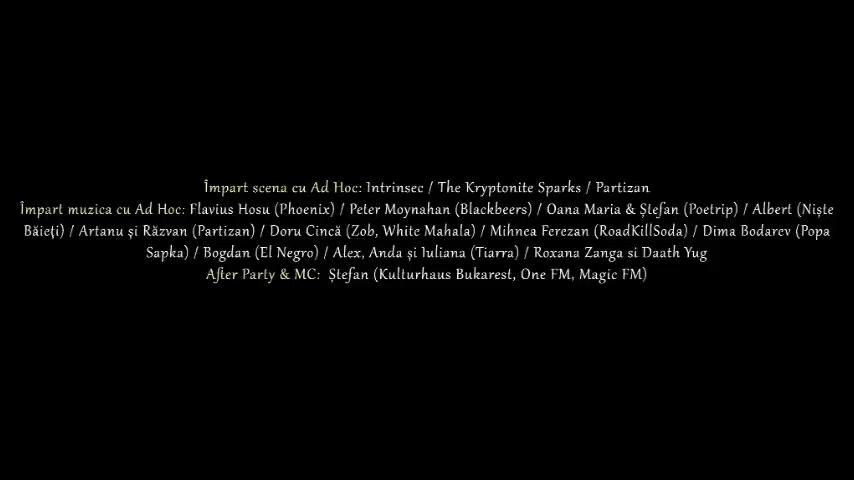 Împart scena cu Ad Hoc: Intrinsec / The Kryptonite Sparks / Partizan
Împart muzica cu Ad Hoc: Flavius Hosu (Phoenix) / Peter Moynahan (Blackbeers) / Oana Maria & Ștefan (Poetrip) / Albert (Niște
Băieți) / Artanu și Răzvan (Partizan) / Doru Cincă (Zob, White Mahala) / Mihnea Ferezan (RoadKillSoda) / Dima Bodarev (Popa
Sapka) / Bogdan (El Negro) / Alex, Anda și Iuliana (Tiarra) / Roxana Zanga si Daath Yug
After Party & MC: Ștefan (Kulturhaus Bukarest, One FM, Magic FM)